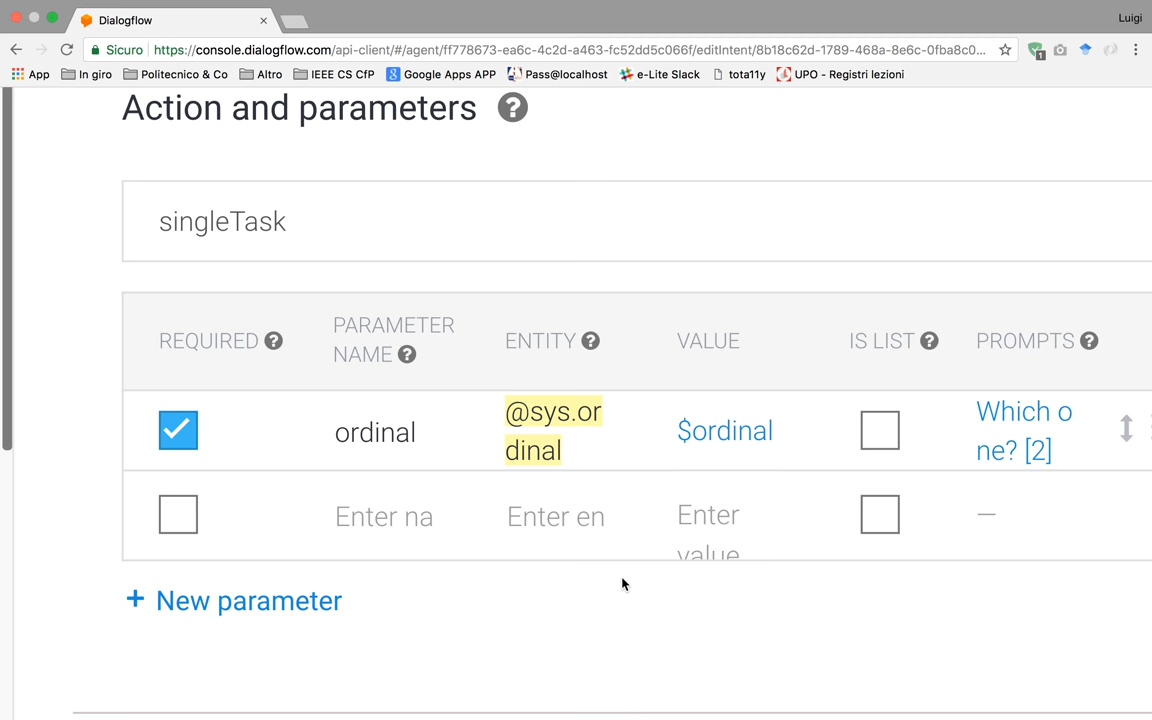 Dialogflow
Luigi
Sicuro https://console.dialogflow.com/api-client/#/agent/ff778673-ea6c-4c2d-a463-fc52dd5c066f/editIntent/8b18c62d-1789-468a-8e6c-0fba8c0...
App In giro Politecnico & Co Altro IEEE CS CfP Google Apps APP Pass@localhost e-Lite Slack tota11y UPO - Registri lezioni
Action and parameters ?
singleTask
REQUIRED ? PARAMETER NAME ? ENTITY ? VALUE IS LIST ? PROMPTS ?
ordinal @sys.or $ordinal Which o
dinal ne? [2]
Enter na Enter en Enter —
value
+ New parameter